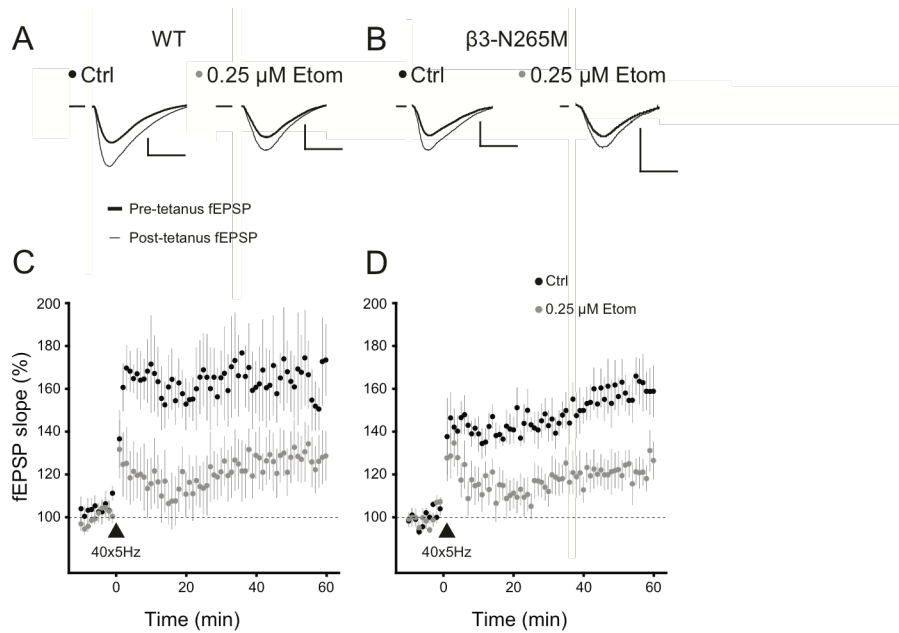 A WT B β3-N265M
Ctrl 0.25 µM Etom Ctrl 0.25 µM Etom
Pre-tetanus fEPSP
Post-tetanus fEPSP
C D
Ctrl
0.25 µM Etom
fEPSP slope (%)
200
180
160
140
120
100
40x5Hz
0 20 40 60
Time (min)
200
180
160
140
120
100
40x5Hz
0 20 40 60
Time (min)